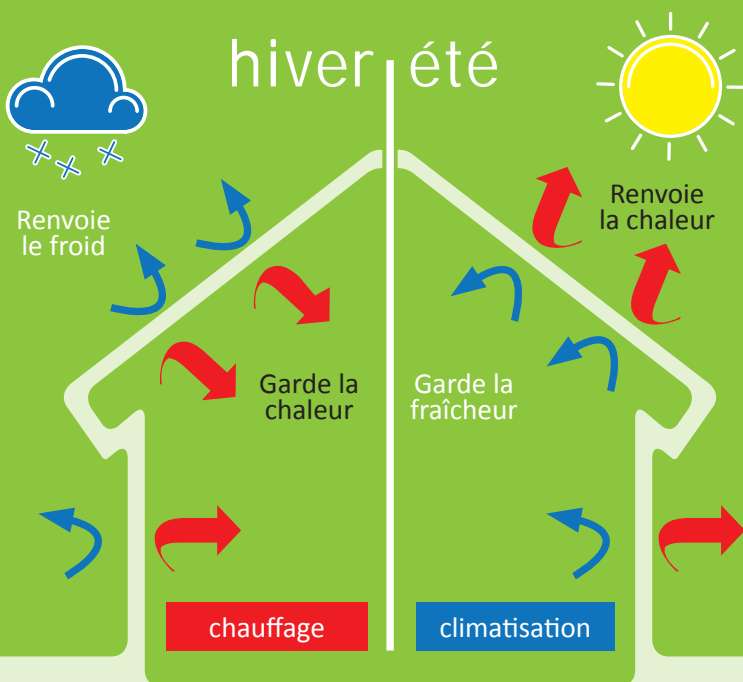 hiver été
Renvoie
le froid
Renvoie
la chaleur
Garde la
chaleur
Garde la
fraîcheur
chauffage
climatisation